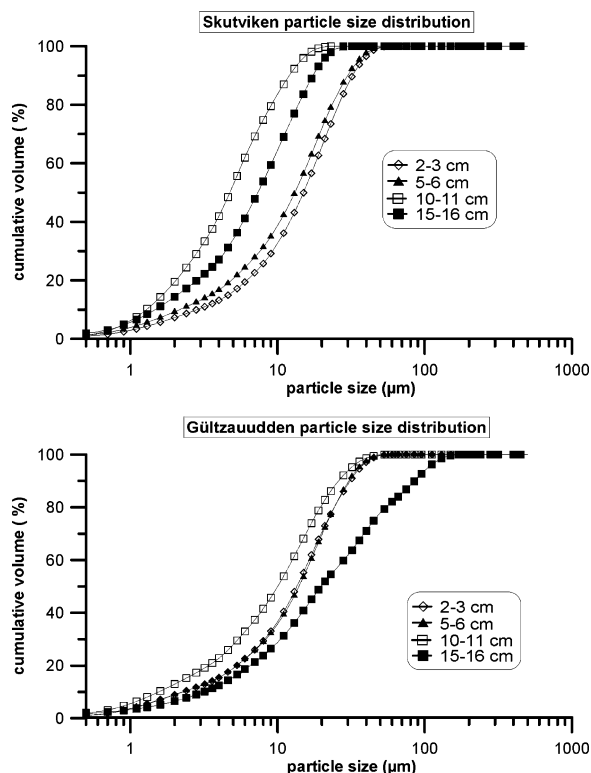 Skutviken particle size distribution
100
80
60
40
20
0
cumulative volume ( %)
2-3 cm
5-6 cm
10-11 cm
15-16 cm
1 10 100 1000
particle size (µm)
Gültzauudden particle size distribution
100
80
60
40
20
0
cumulative volume ( %)
2-3 cm
5-6 cm
10-11 cm
15-16 cm
1 10 100 1000
particle size (µm)